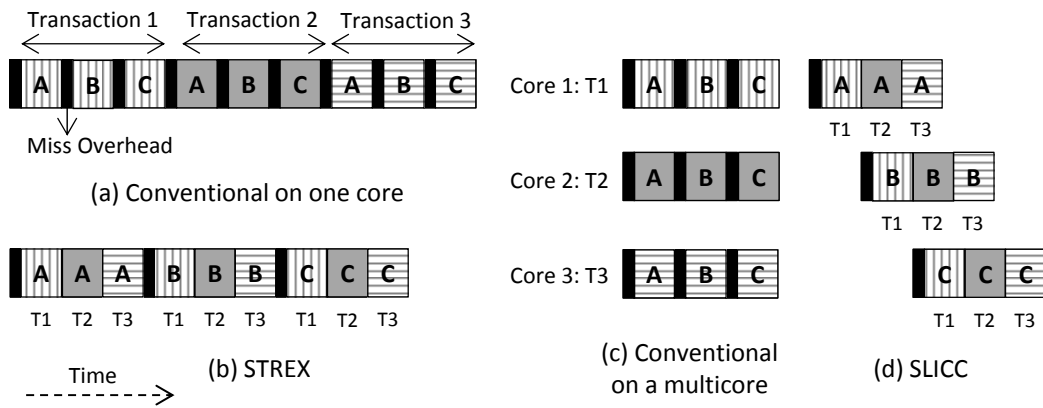 Transaction 1 Transaction 2 Transaction 3
A B C A B C A B C
Miss Overhead
(a) Conventional on one core
A A A B B B C C C
T1 T2 T3 T1 T2 T3 T1 T2 T3
(b) STREX
Time
Core 1: T1 A B C
Core 2: T2 A B C
Core 3: T3 A B C
(c) Conventional
on a multicore
A A A
T1 T2 T3
B B B
T1 T2 T3
C C C
T1 T2 T3
(d) SLICC